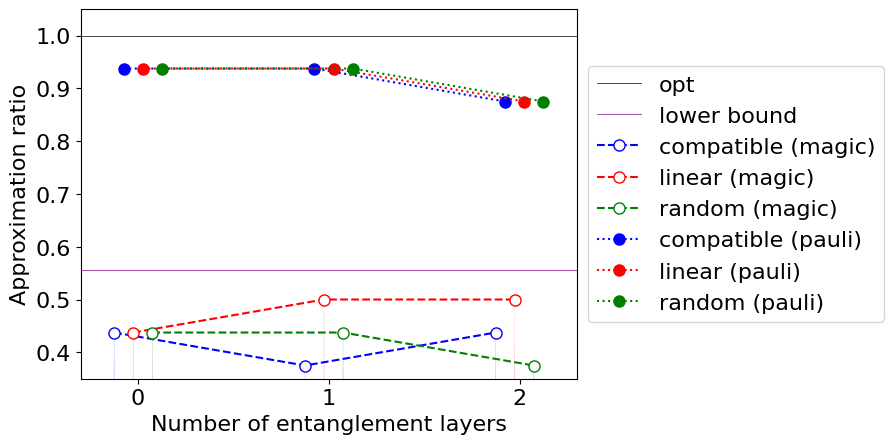 Approximation ratio
1.0
0.9
0.8
0.7
0.6
0.5
0.4
0
1
2
Number of entanglement layers
opt
lower bound
compatible (magic)
linear (magic)
random (magic)
compatible (pauli)
linear (pauli)
random (pauli)